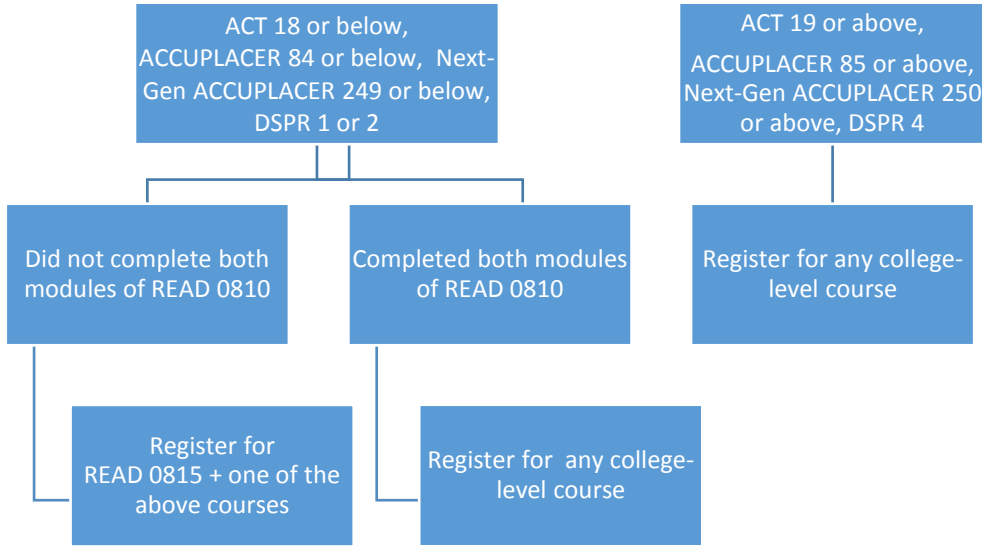 ACT 18 or below,
ACCUPLACER 84 or below, Next-
Gen ACCUPLACER 249 or below,
DSPR 1 or 2
ACT 19 or above,
ACCUPLACER 85 or above,
Next-Gen ACCUPLACER 250
or above, DSPR 4
Did not complete both
modules of READ 0810
Completed both modules
of READ 0810
Register for any college-
level course
Register for
READ 0815 + one of the
above courses
Register for any college-
level course